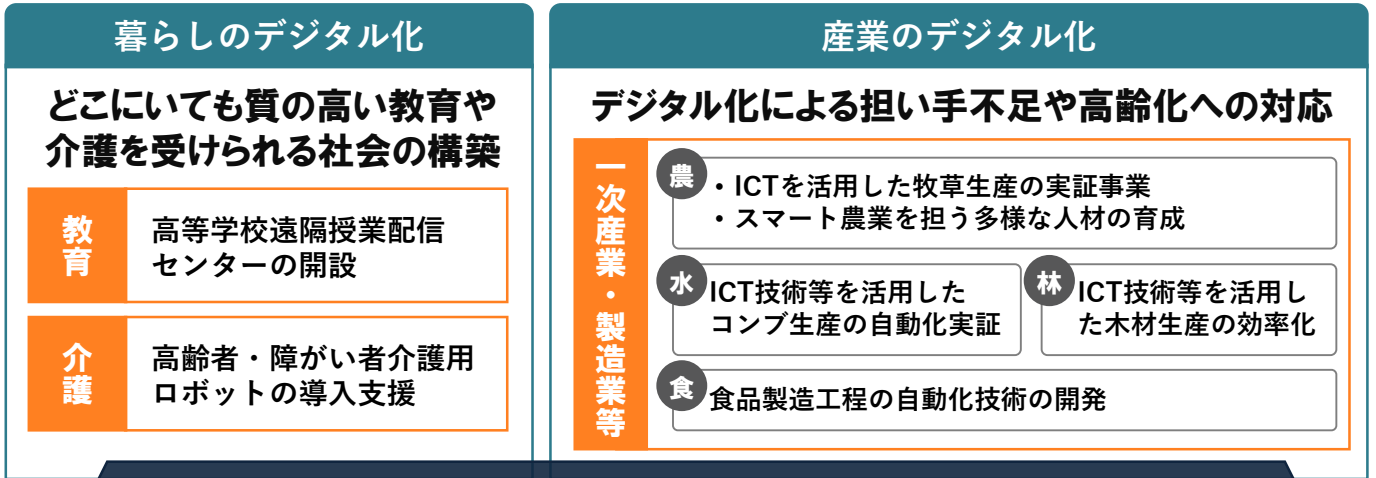 暮らしのデジタル化
どこにいても質の高い教育や
介護を受けられる社会の構築
教育
高等学校遠隔授業配信
センターの開設
介護
高齢者・障がい者介護用
ロボットの導入支援
産業のデジタル化
デジタル化による担い手不足や高齢化への対応
一次産業・製造業等
農
・ICTを活用した牧草生産の実証事業
・スマート農業を担う多様な人材の育成
水
ICT技術等を活用した
コンブ生産の自動化実証
林
ICT技術等を活用し
た木材生産の効率化
食
食品製造工程の自動化技術の開発